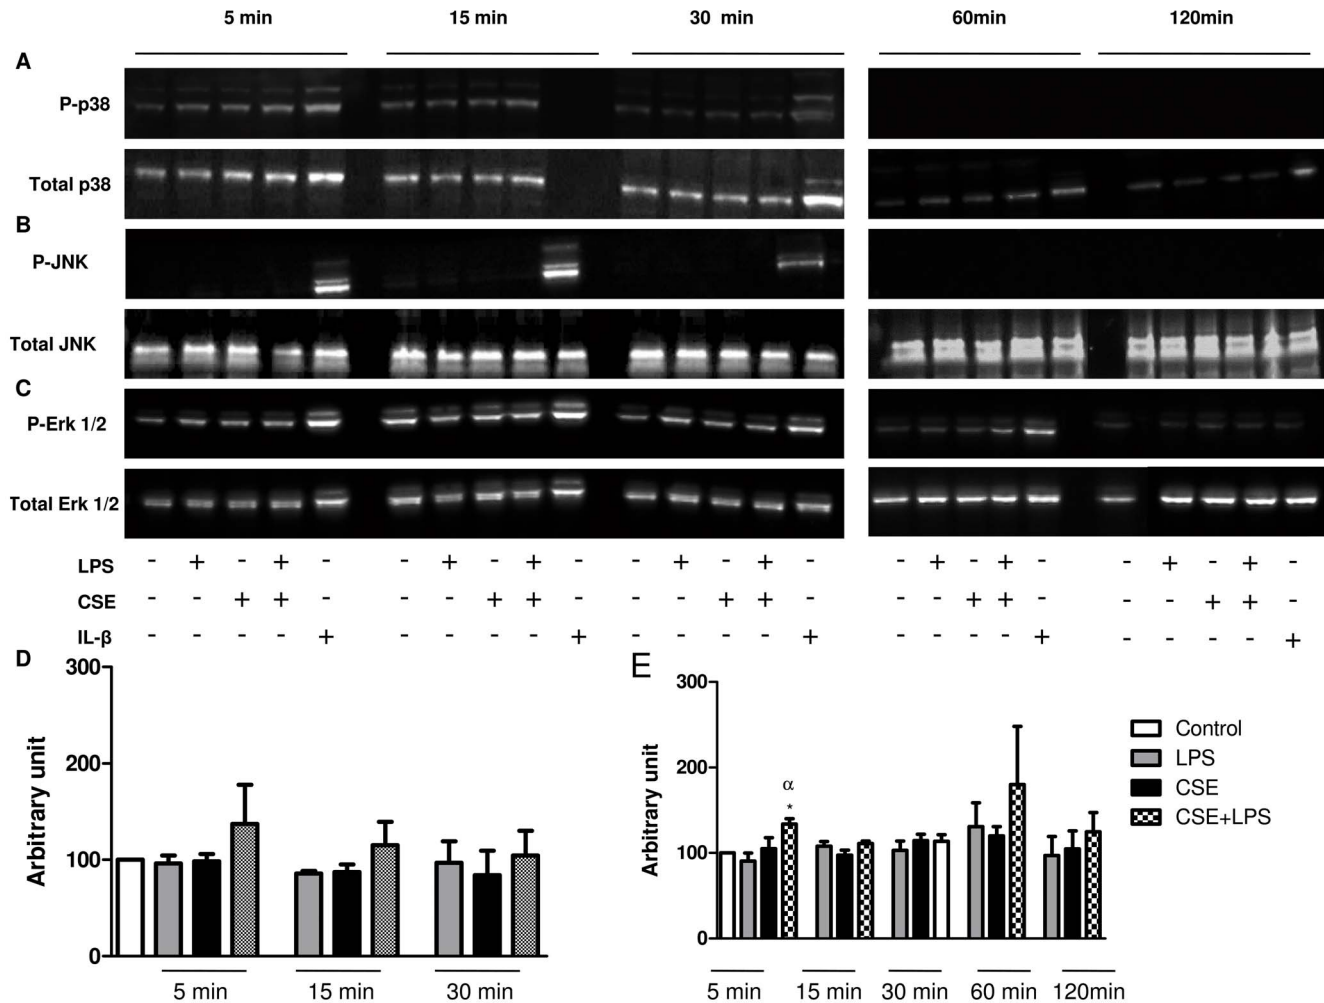 5 min 15 min 30 min 60min 120min
A
P-p38
Total p38
B
P-JNK
Total JNK
C
P-Erk 1/2
Total Erk 1/2
LPS - + - + - - + - + - - + - + - - + - + - - + - + -
CSE - - + + - - - + + - - - + + - - - + + - - - + + -
IL-β - - - - + - - - - + - - - - + - - - - + - - - - +
D
300
200
100
0
Arbitrary unit
5 min 15 min 30 min
E
300
200
100
0
Arbitrary unit
α
*
5 min 15 min 30 min 60 min 120min
Control
LPS
CSE
CSE+LPS